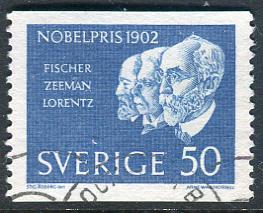 NOBELPRIS 1902
FISCHER
ZEEMAN
LORENTZ
SVERIGE 50